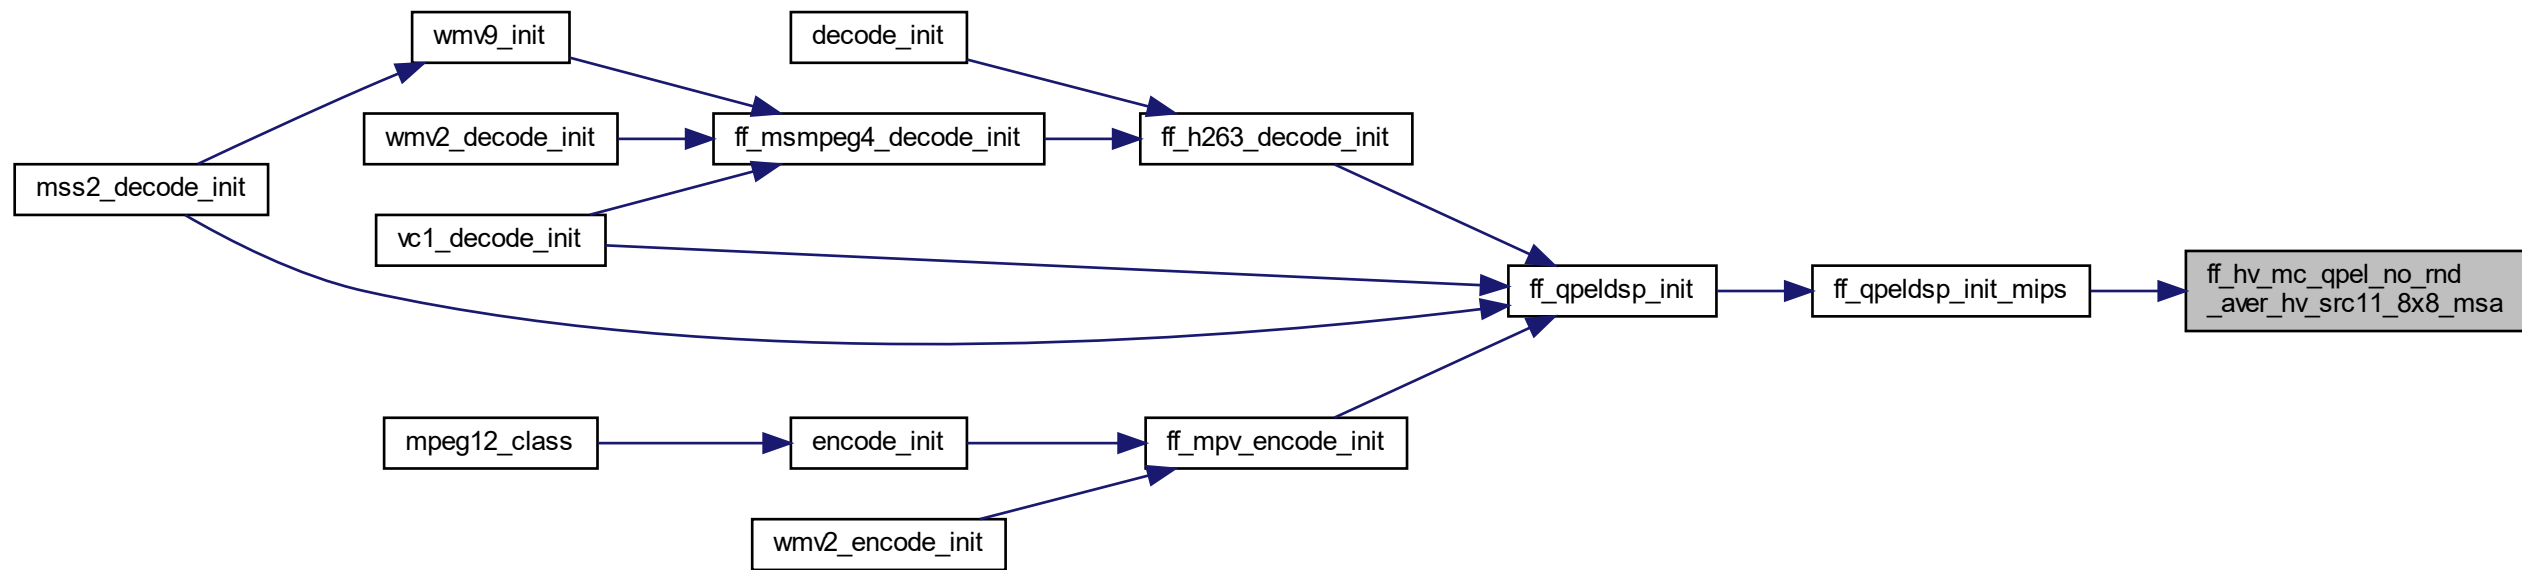 wmv9_init
decode_init
wmv2_decode_init
ff_msmpeg4_decode_init
ff_h263_decode_init
mss2_decode_init
vc1_decode_init
ff_qpeldsp_init
ff_qpeldsp_init_mips
ff_hv_mc_qpel_no_rnd
_aver_hv_src11_8x8_msa
mpeg12_class
encode_init
ff_mpv_encode_init
wmv2_encode_init